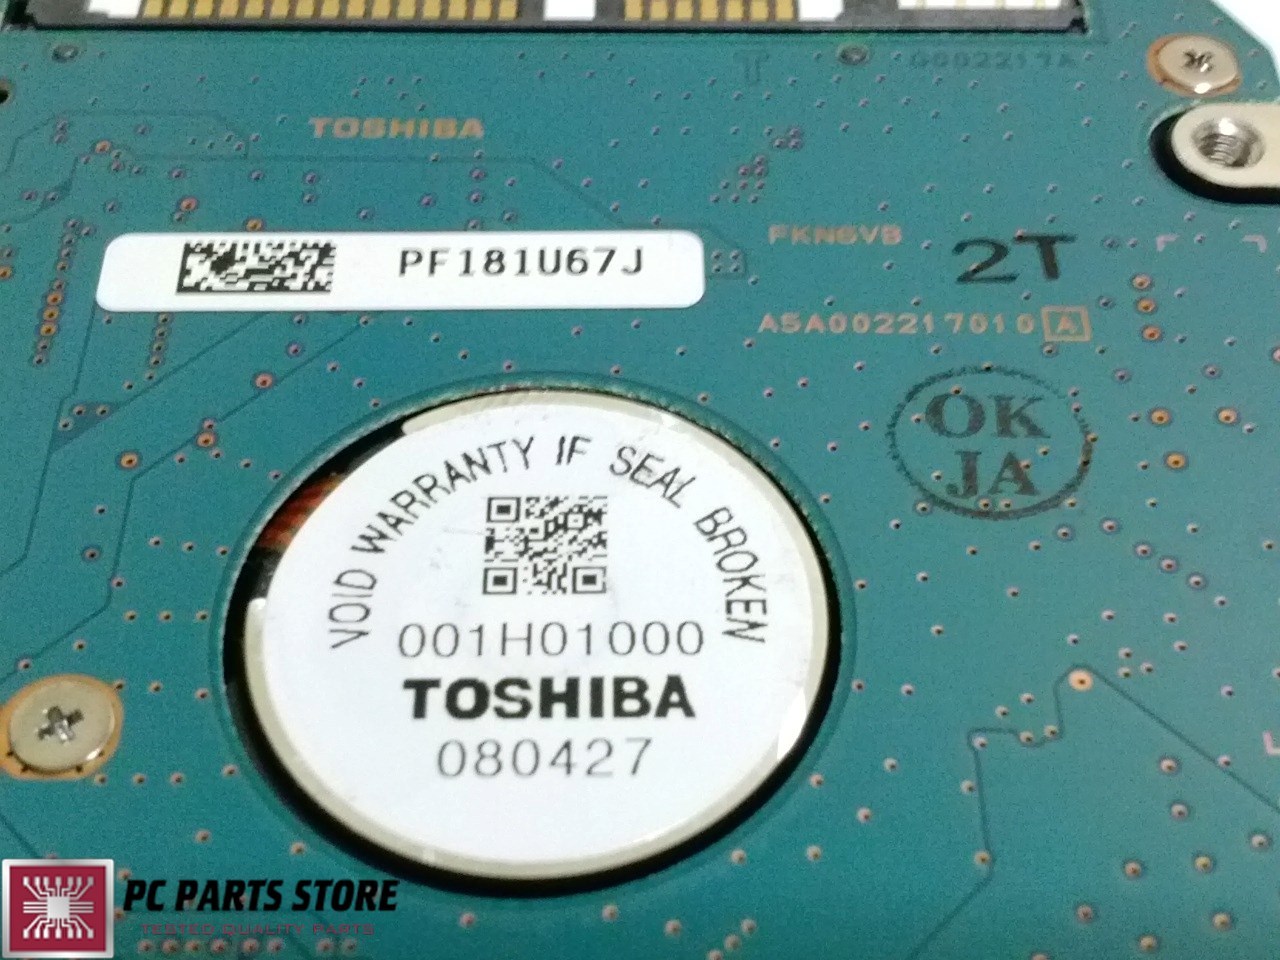 G002217A
T
TOSHIBA
FKN6VB
2T
PF181U67J
A5A002217010 A
OK
JA
VOID WARRANTY IF SEAL BROKEN
001H01000
TOSHIBA
080427
PC PARTS STORE
TESTED QUALITY PARTS